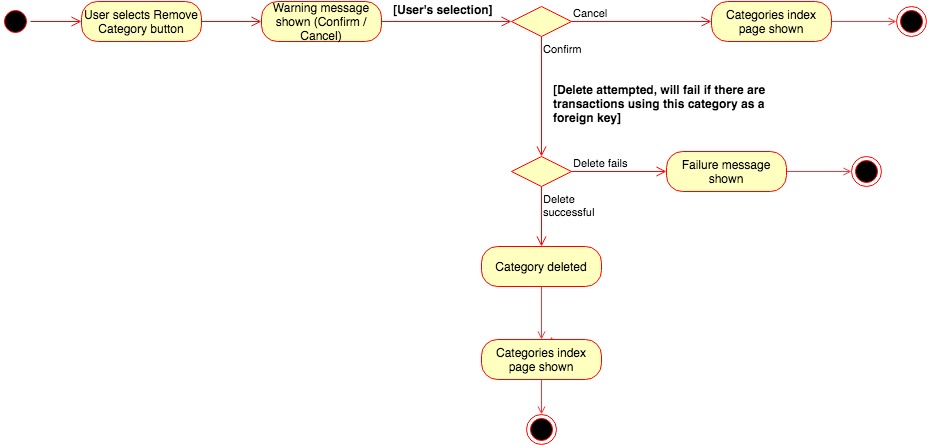 User selects Remove
Category button
Warning message
shown (Confirm /
Cancel)
[User's selection]
Cancel
Categories index
page shown
Confirm
[Delete attempted, will fail if there are
transactions using this category as a
foreign key]
Delete fails
Failure message
shown
Delete
successful
Category deleted
Categories index
page shown